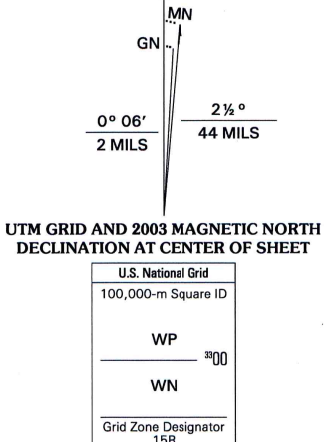 MN
GN
0° 06′
2 MILS
2½°
44 MILS
UTM GRID AND 2003 MAGNETIC NORTH
DECLINATION AT CENTER OF SHEET
U.S. National Grid
100,000-m Square ID
WP
³³00
WN
Grid Zone Designator
15R